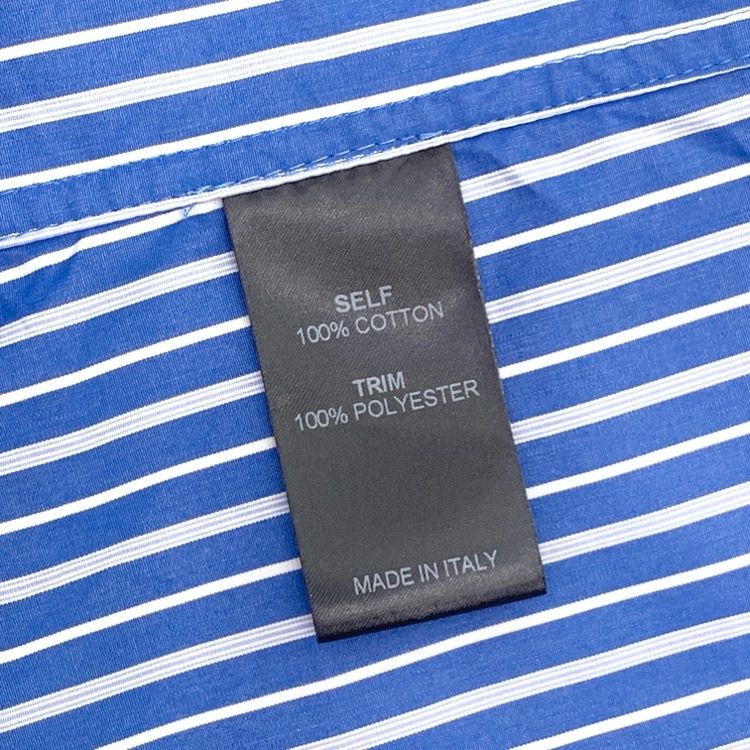 SELF
100% COTTON
TRIM
100% POLYESTER
MADE IN ITALY